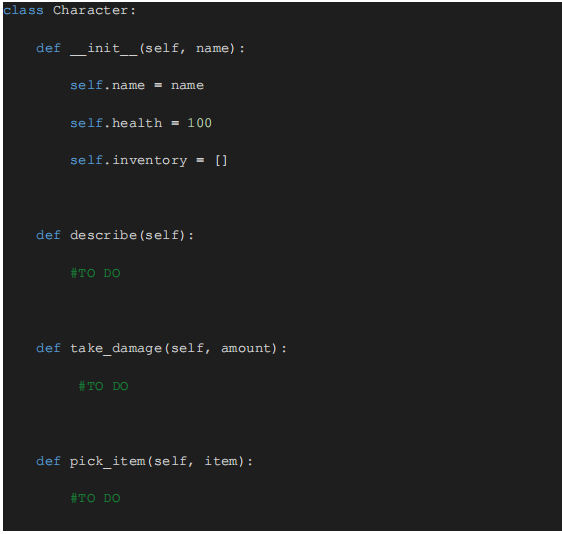 class Character:
    def __init__(self, name):
        self.name = name
        self.health = 100
        self.inventory = []
    def describe(self):
        #TO DO
    def take_damage(self, amount):
         #TO DO
    def pick_item(self, item):
        #TO DO